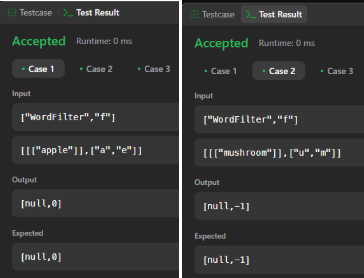 Testcase Test Result
Accepted Runtime: 0 ms
Case 1 Case 2 Case 3
Input
["WordFilter","f"]
[[["apple"]],["a","e"]]
Output
[null,0]
Expected
[null,0]
Testcase Test Result
Accepted Runtime: 0 ms
Case 1 Case 2 Case 3
Input
["WordFilter","f"]
[[["mushroom"]],["u","m"]]
Output
[null,-1]
Expected
[null,-1]